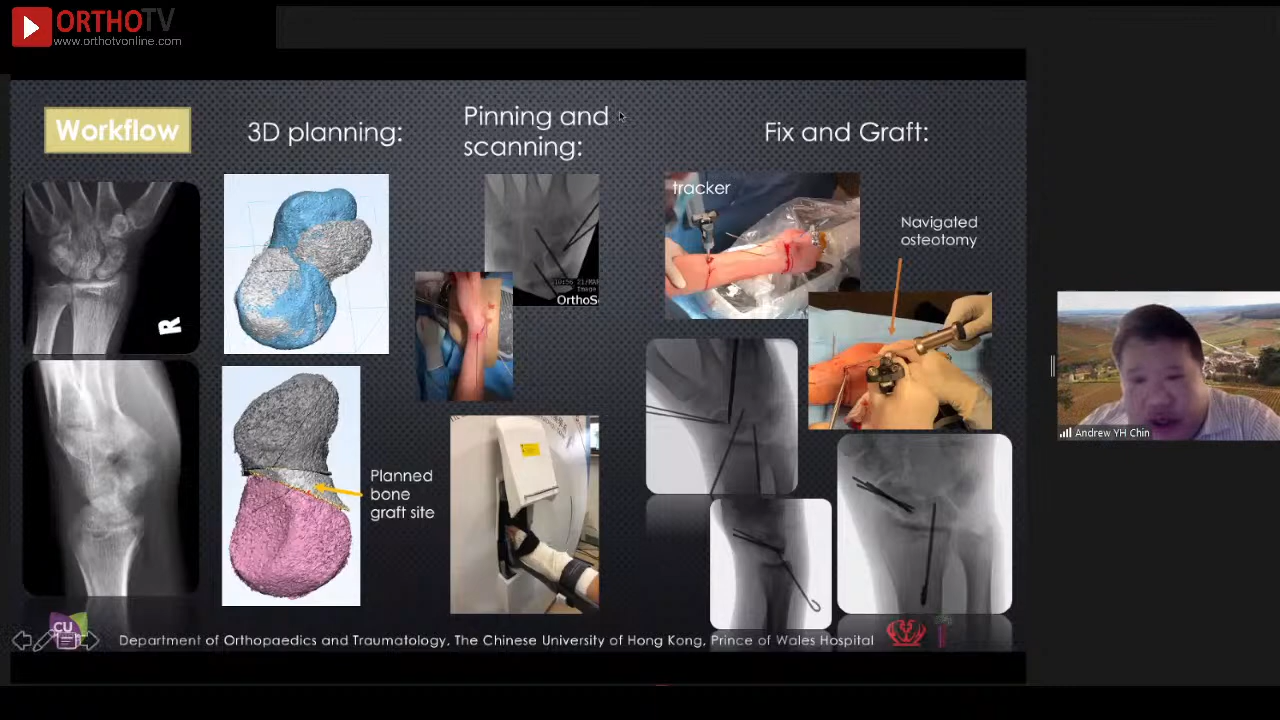 ORTHOTV
www.orthotvonline.com
Workflow
3D planning:
Pinning and
scanning:
Fix and Graft:
tracker
Navigated
osteotomy
R
OrthoS
Planned
bone
graft site
Andrew YH Chin
CU
Department of Orthopaedics and Traumatology, The Chinese University of Hong Kong, Prince of Wales Hospital